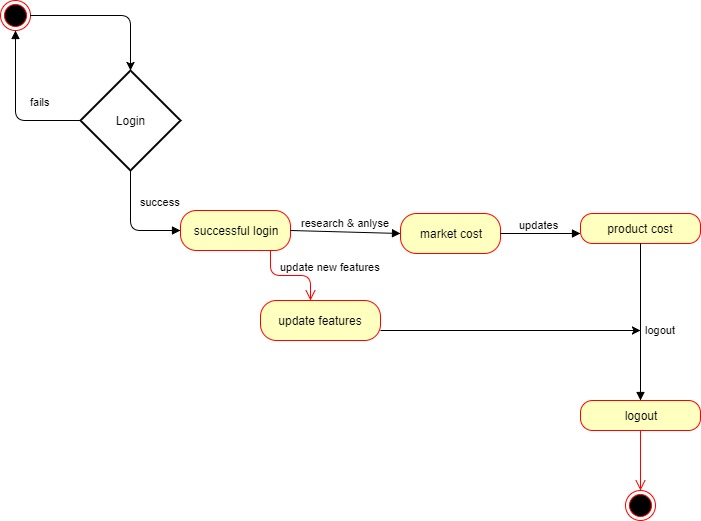 fails
Login
success
successful login
research & anlyse
market cost
updates
product cost
update new features
update features
logout
logout